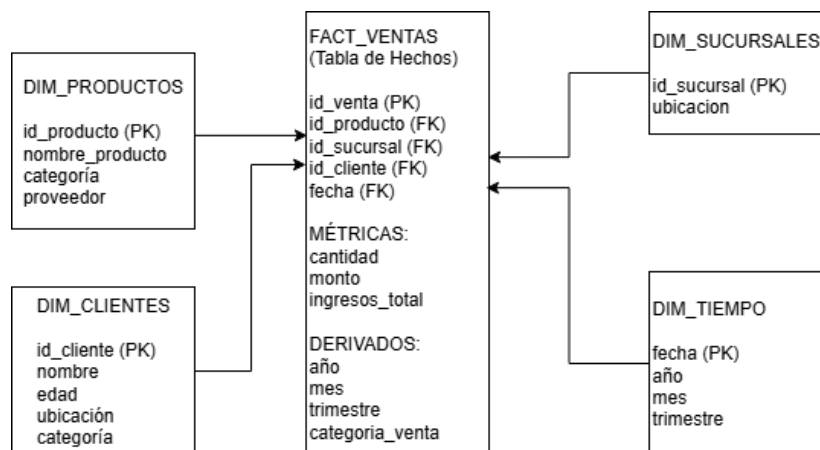 DIM_PRODUCTOS
id_producto (PK)
nombre_producto
categoría
proveedor
DIM_CLIENTES
id_cliente (PK)
nombre
edad
ubicación
categoría
FACT_VENTAS
(Tabla de Hechos)
id_venta (PK)
id_producto (FK)
id_sucursal (FK)
id_cliente (FK)
fecha (FK)
MÉTRICAS:
cantidad
monto
ingresos_total
DERIVADOS:
año
mes
trimestre
categoria_venta
DIM_SUCURSALES
id_sucursal (PK)
ubicacion
DIM_TIEMPO
fecha (PK)
año
mes
trimestre